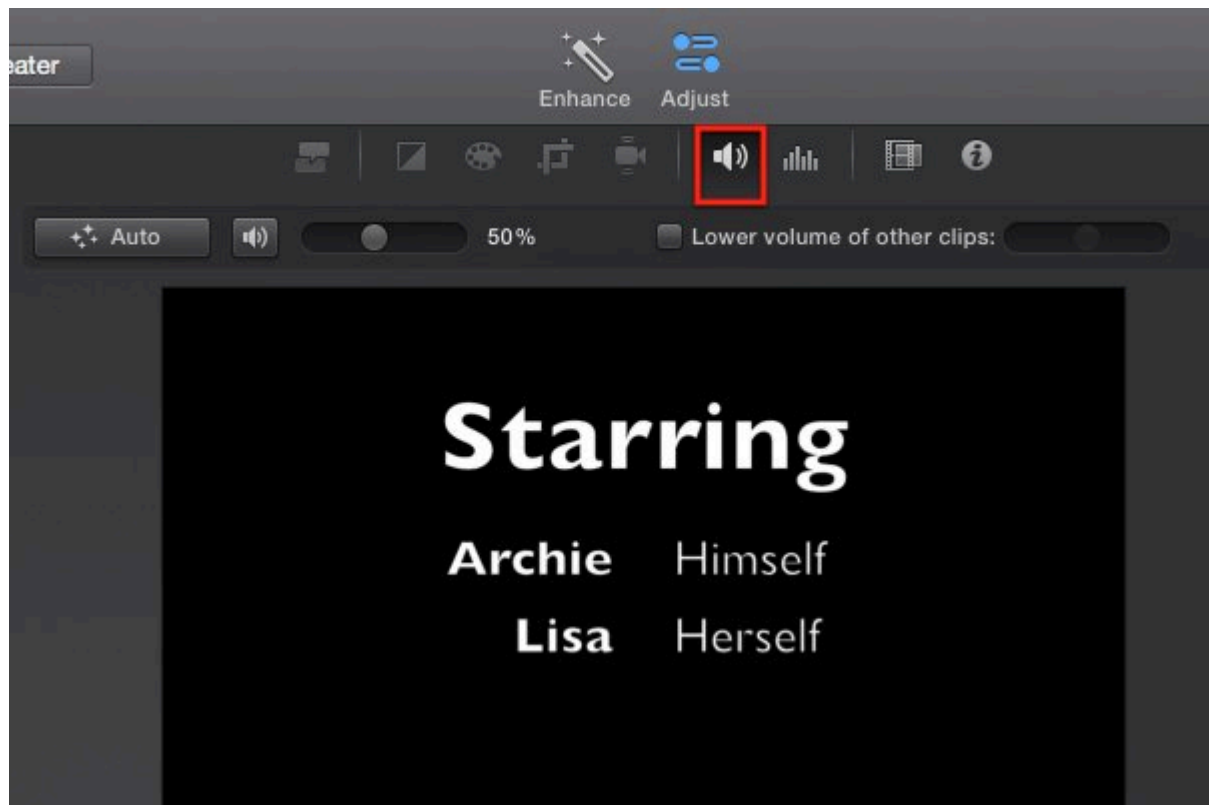 eater
Enhance Adjust
Auto 50% Lower volume of other clips:
Starring
Archie Himself
Lisa Herself